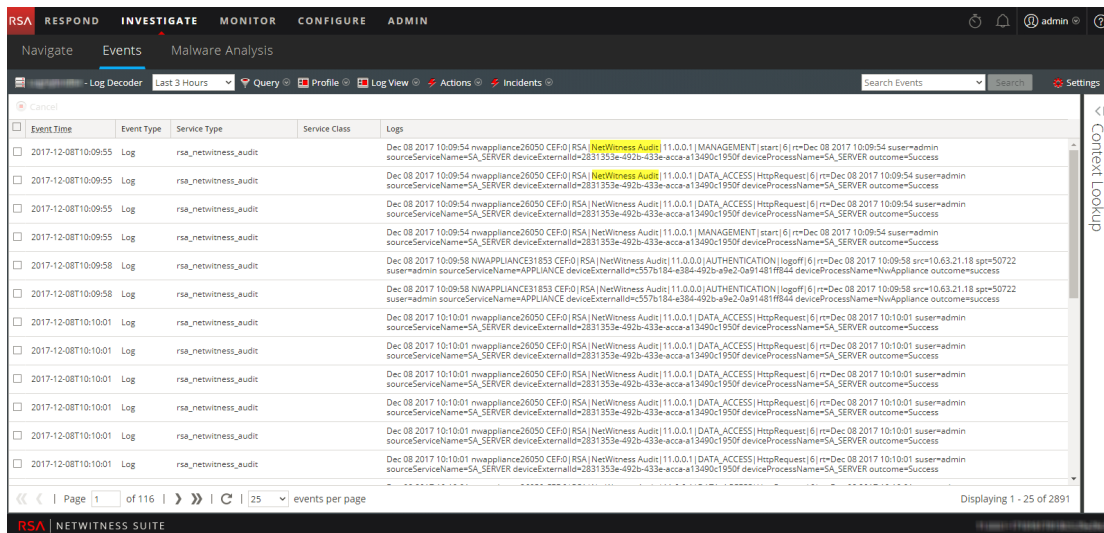 RSA RESPOND INVESTIGATE MONITOR CONFIGURE ADMIN admin
Navigate Events Malware Analysis
- Log Decoder Last 3 Hours Query Profile Log View Actions Incidents Search Events Search Settings
Cancel
Event Time Event Type Service Type Service Class Logs
Context Lookup
2017-12-08T10:09:55 Log rsa_netwitness_audit Dec 08 2017 10:09:54 nwappliance26050 CEF:0|RSA|NetWitness Audit|11.0.0.1|MANAGEMENT|start|6|rt=Dec 08 2017 10:09:54 suser=admin
sourceServiceName=SA_SERVER deviceExternalId=2831353e-492b-433e-acca-a13490c1950f deviceProcessName=SA_SERVER outcome=Success
2017-12-08T10:09:55 Log rsa_netwitness_audit Dec 08 2017 10:09:54 nwappliance26050 CEF:0|RSA|NetWitness Audit|11.0.0.1|DATA_ACCESS|HttpRequest|6|rt=Dec 08 2017 10:09:54 suser=admin
sourceServiceName=SA_SERVER deviceExternalId=2831353e-492b-433e-acca-a13490c1950f deviceProcessName=SA_SERVER outcome=Success
2017-12-08T10:09:55 Log rsa_netwitness_audit Dec 08 2017 10:09:54 nwappliance26050 CEF:0|RSA|NetWitness Audit|11.0.0.1|DATA_ACCESS|HttpRequest|6|rt=Dec 08 2017 10:09:54 suser=admin
sourceServiceName=SA_SERVER deviceExternalId=2831353e-492b-433e-acca-a13490c1950f deviceProcessName=SA_SERVER outcome=Success
2017-12-08T10:09:55 Log rsa_netwitness_audit Dec 08 2017 10:09:54 nwappliance26050 CEF:0|RSA|NetWitness Audit|11.0.0.1|MANAGEMENT|start|6|rt=Dec 08 2017 10:09:54 suser=admin
sourceServiceName=SA_SERVER deviceExternalId=2831353e-492b-433e-acca-a13490c1950f deviceProcessName=SA_SERVER outcome=Success
2017-12-08T10:09:58 Log rsa_netwitness_audit Dec 08 2017 10:09:58 NWAPPLIANCE31853 CEF:0|RSA|NetWitness Audit|11.0.0.0|AUTHENTICATION|logoff|6|rt=Dec 08 2017 10:09:58 src=10.63.21.18 spt=50722
suser=admin sourceServiceName=APPLIANCE deviceExternalId=c557b184-e384-492b-a9e2-0a91481ff844 deviceProcessName=NwAppliance outcome=success
2017-12-08T10:09:58 Log rsa_netwitness_audit Dec 08 2017 10:09:58 NWAPPLIANCE31853 CEF:0|RSA|NetWitness Audit|11.0.0.0|AUTHENTICATION|logoff|6|rt=Dec 08 2017 10:09:58 src=10.63.21.18 spt=50722
suser=admin sourceServiceName=APPLIANCE deviceExternalId=c557b184-e384-492b-a9e2-0a91481ff844 deviceProcessName=NwAppliance outcome=success
2017-12-08T10:10:01 Log rsa_netwitness_audit Dec 08 2017 10:10:01 nwappliance26050 CEF:0|RSA|NetWitness Audit|11.0.0.1|DATA_ACCESS|HttpRequest|6|rt=Dec 08 2017 10:10:01 suser=admin
sourceServiceName=SA_SERVER deviceExternalId=2831353e-492b-433e-acca-a13490c1950f deviceProcessName=SA_SERVER outcome=Success
2017-12-08T10:10:01 Log rsa_netwitness_audit Dec 08 2017 10:10:01 nwappliance26050 CEF:0|RSA|NetWitness Audit|11.0.0.1|DATA_ACCESS|HttpRequest|6|rt=Dec 08 2017 10:10:01 suser=admin
sourceServiceName=SA_SERVER deviceExternalId=2831353e-492b-433e-acca-a13490c1950f deviceProcessName=SA_SERVER outcome=Success
2017-12-08T10:10:01 Log rsa_netwitness_audit Dec 08 2017 10:10:01 nwappliance26050 CEF:0|RSA|NetWitness Audit|11.0.0.1|DATA_ACCESS|HttpRequest|6|rt=Dec 08 2017 10:10:01 suser=admin
sourceServiceName=SA_SERVER deviceExternalId=2831353e-492b-433e-acca-a13490c1950f deviceProcessName=SA_SERVER outcome=Success
2017-12-08T10:10:01 Log rsa_netwitness_audit Dec 08 2017 10:10:01 nwappliance26050 CEF:0|RSA|NetWitness Audit|11.0.0.1|DATA_ACCESS|HttpRequest|6|rt=Dec 08 2017 10:10:01 suser=admin
sourceServiceName=SA_SERVER deviceExternalId=2831353e-492b-433e-acca-a13490c1950f deviceProcessName=SA_SERVER outcome=Success
2017-12-08T10:10:01 Log rsa_netwitness_audit Dec 08 2017 10:10:01 nwappliance26050 CEF:0|RSA|NetWitness Audit|11.0.0.1|DATA_ACCESS|HttpRequest|6|rt=Dec 08 2017 10:10:01 suser=admin
sourceServiceName=SA_SERVER deviceExternalId=2831353e-492b-433e-acca-a13490c1950f deviceProcessName=SA_SERVER outcome=Success
2017-12-08T10:10:01 Log rsa_netwitness_audit Dec 08 2017 10:10:01 nwappliance26050 CEF:0|RSA|NetWitness Audit|11.0.0.1|DATA_ACCESS|HttpRequest|6|rt=Dec 08 2017 10:10:01 suser=admin
sourceServiceName=SA_SERVER deviceExternalId=2831353e-492b-433e-acca-a13490c1950f deviceProcessName=SA_SERVER outcome=Success
Page 1 of 116 | 25 events per page Displaying 1 - 25 of 2891
RSA NETWITNESS SUITE